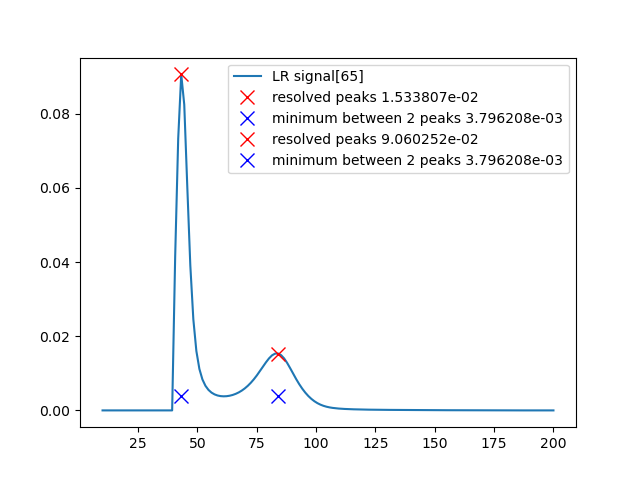 LR signal[65]
resolved peaks 1.533807e-02
minimum between 2 peaks 3.796208e-03
resolved peaks 9.060252e-02
minimum between 2 peaks 3.796208e-03
0.08
0.06
0.04
0.02
0.00
25 50 75 100 125 150 175 200